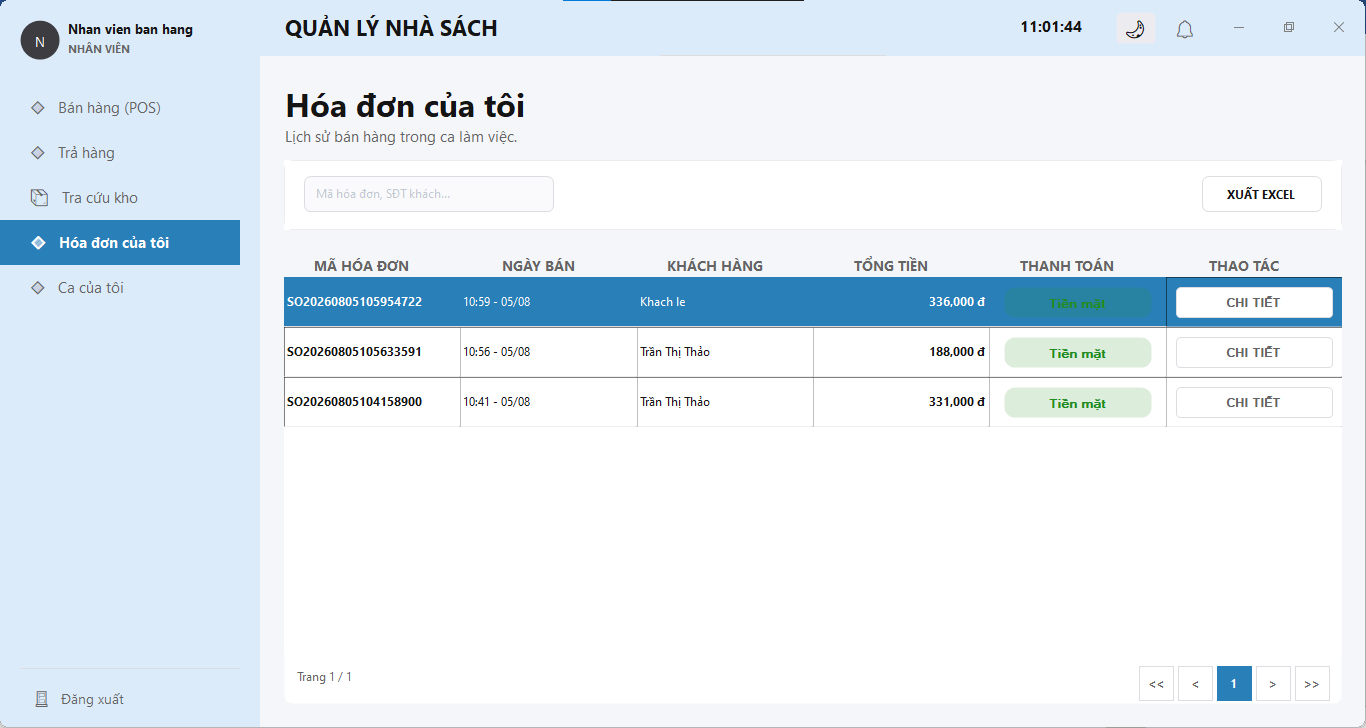 N
Nhan vien ban hang
NHÂN VIÊN
QUẢN LÝ NHÀ SÁCH
11:01:44
Bán hàng (POS)
Trả hàng
Tra cứu kho
Hóa đơn của tôi
Ca của tôi
Đăng xuất
Hóa đơn của tôi
Lịch sử bán hàng trong ca làm việc.
Mã hóa đơn, SĐT khách...
XUẤT EXCEL
MÃ HÓA ĐƠN NGÀY BÁN KHÁCH HÀNG TỔNG TIỀN THANH TOÁN THAO TÁC
SO20260805105954722 10:59 - 05/08 Khach le 336,000 đ Tiền mặt CHI TIẾT
SO20260805105633591 10:56 - 05/08 Trần Thị Thảo 188,000 đ Tiền mặt CHI TIẾT
SO20260805104158900 10:41 - 05/08 Trần Thị Thảo 331,000 đ Tiền mặt CHI TIẾT
Trang 1 / 1
<< < 1 > >>